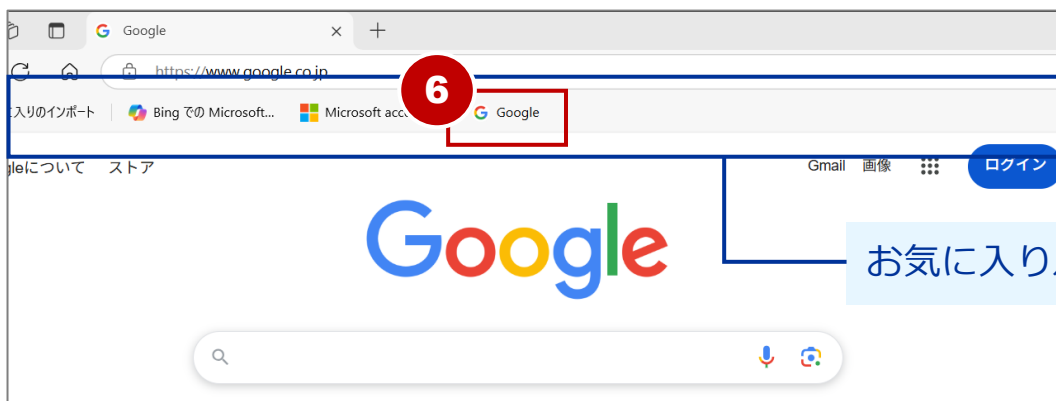 Google
https://www.google.co.jp
6
入りのインポート Bing での Microsoft... Microsoft acc Google
gleについて ストア Gmail 画像 ログイン
Google
お気に入り